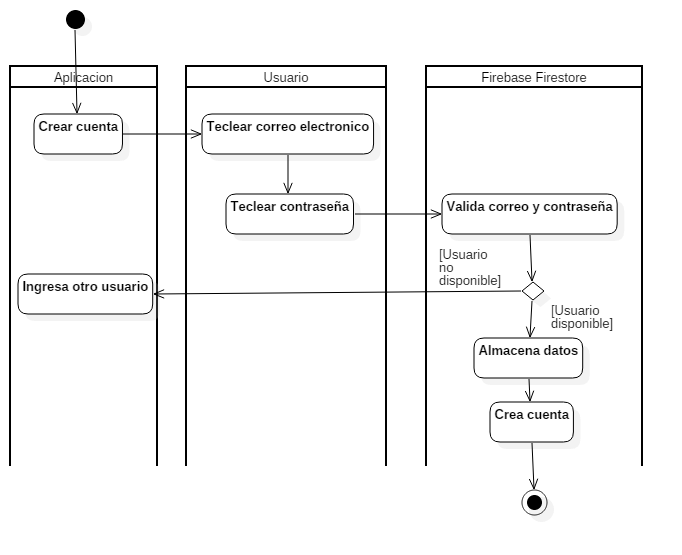 Aplicacion
Usuario
Firebase Firestore
Crear cuenta
Teclear correo electronico
Teclear contraseña
Valida correo y contraseña
[Usuario
no
disponible]
Ingresa otro usuario
[Usuario
disponible]
Almacena datos
Crea cuenta